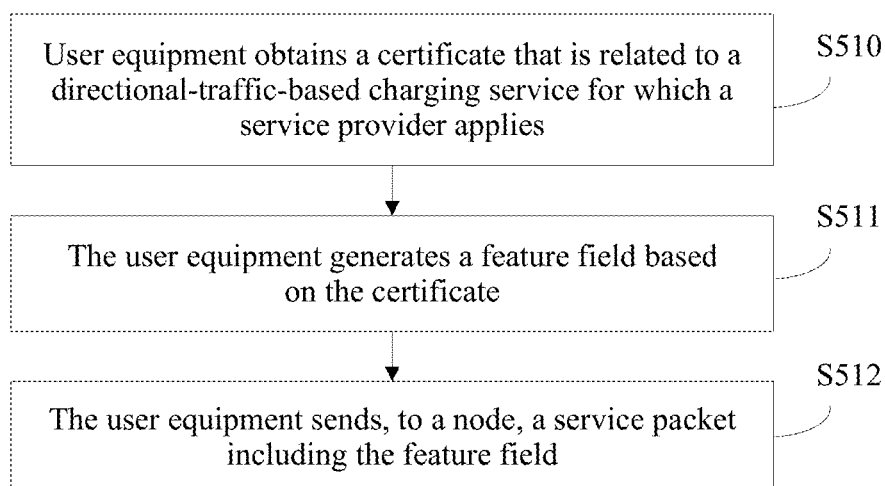 User equipment obtains a certificate that is related to a
directional-traffic-based charging service for which a
service provider applies
S510
The user equipment generates a feature field based
on the certificate
S511
The user equipment sends, to a node, a service packet
including the feature field
S512